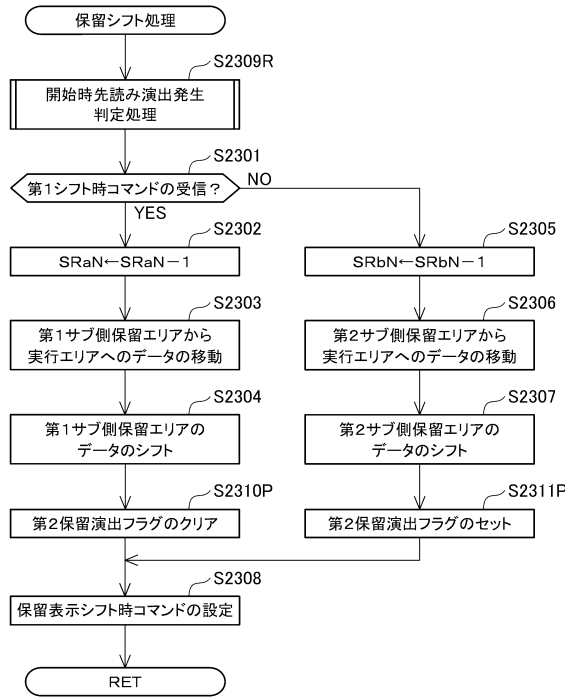 保留シフト処理
S2309R
開始時先読み演出発生
判定処理
S2301
第1シフト時コマンドの受信？
NO
YES
S2302
SRaN←SRaN－1
S2305
SRbN←SRbN－1
S2303
第1サブ側保留エリアから
実行エリアへのデータの移動
S2306
第2サブ側保留エリアから
実行エリアへのデータの移動
S2304
第1サブ側保留エリアの
データのシフト
S2307
第2サブ側保留エリアの
データのシフト
S2310P
第2保留演出フラグのクリア
S2311P
第2保留演出フラグのセット
S2308
保留表示シフト時コマンドの設定
RET